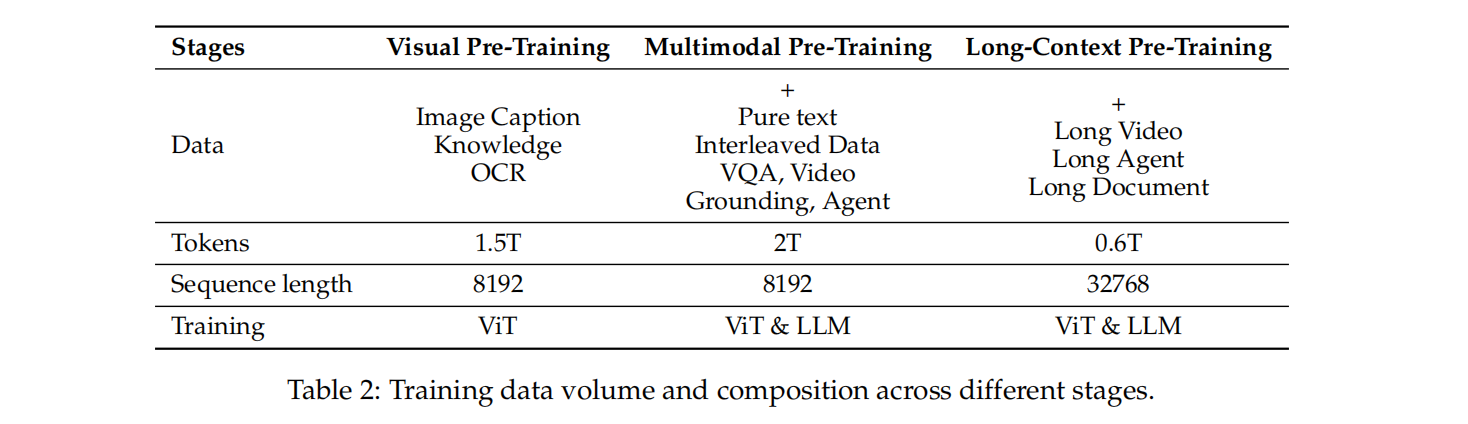 Stages Visual Pre-Training Multimodal Pre-Training Long-Context Pre-Training
Data
Image Caption
Knowledge
OCR
+
Pure text
Interleaved Data
VQA, Video
Grounding, Agent
+
Long Video
Long Agent
Long Document
Tokens 1.5T 2T 0.6T
Sequence length 8192 8192 32768
Training ViT ViT & LLM ViT & LLM
Table 2: Training data volume and composition across different stages.